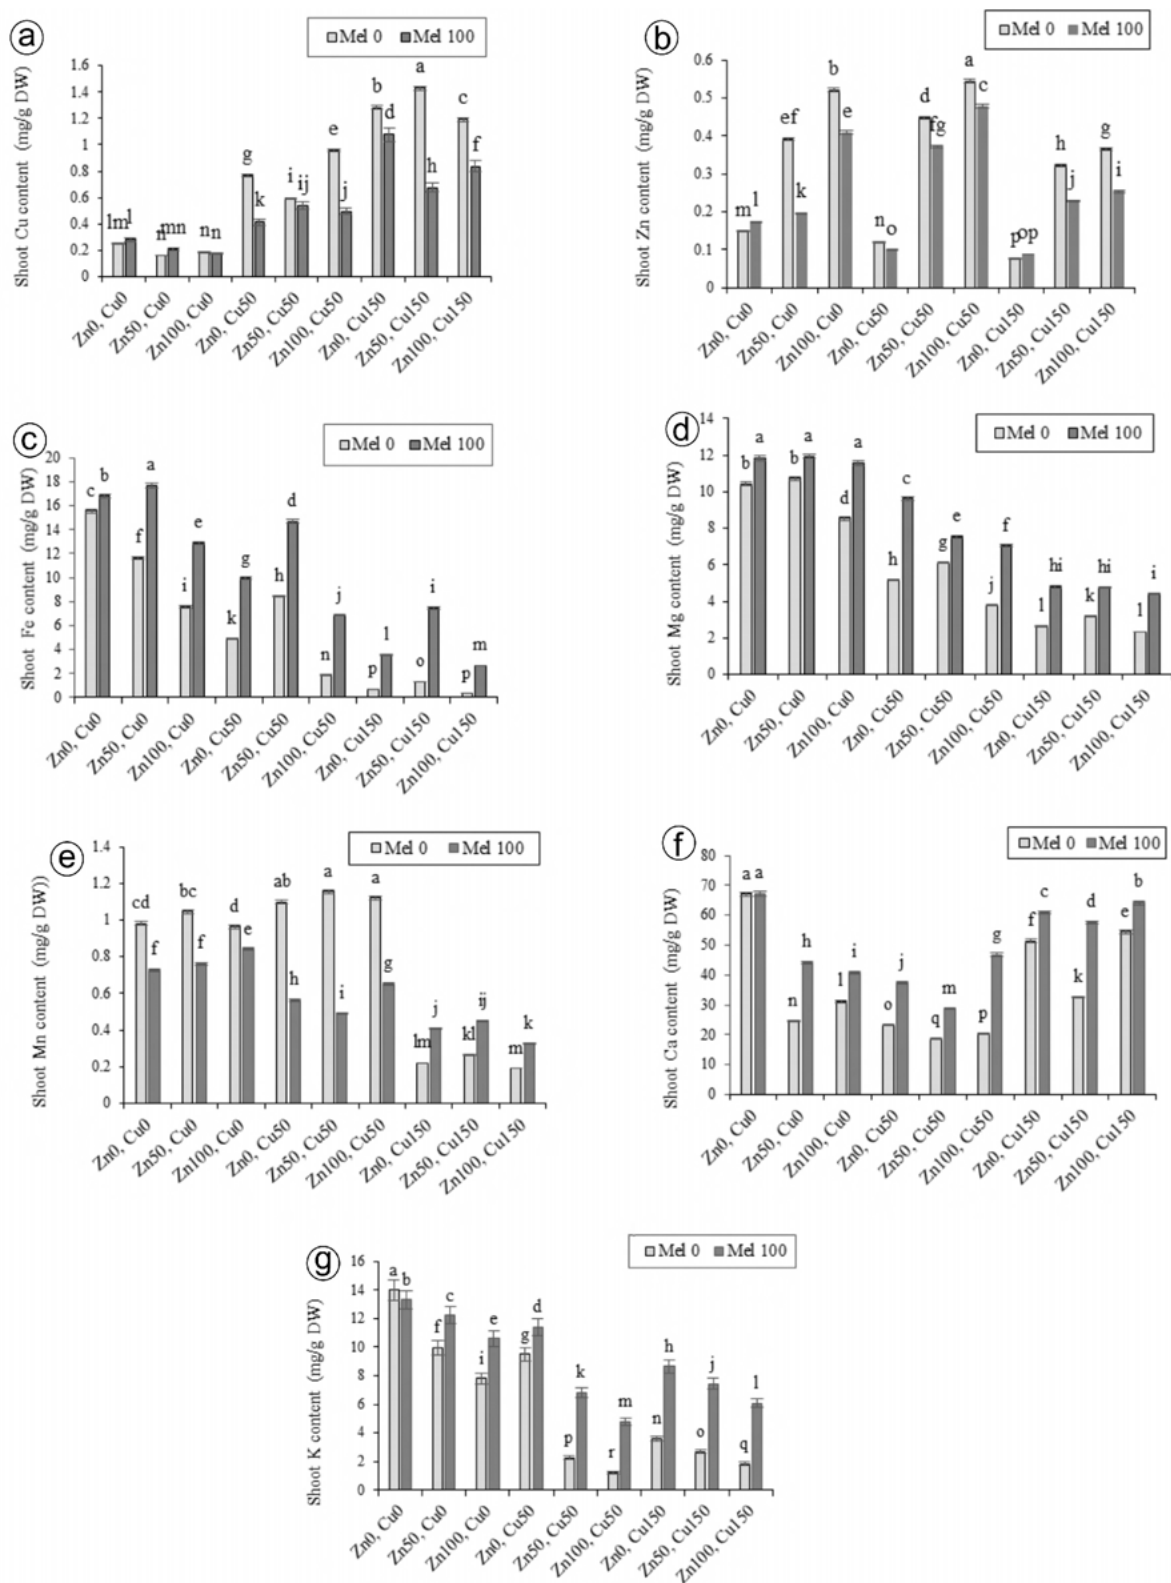 a
Mel 0 Mel 100
Shoot Cu content (mg/g DW)
1.6
1.4
1.2
1
0.8
0.6
0.4
0.2
0
lm l n mn n n g k i ij e j b d a h c f
Zn0, Cu0
Zn50, Cu0
Zn100, Cu0
Zn0, Cu50
Zn50, Cu50
Zn100, Cu50
Zn0, Cu150
Zn50, Cu150
Zn100, Cu150
b
Mel 0 Mel 100
Shoot Zn content (mg/g DW)
0.6
0.5
0.4
0.3
0.2
0.1
0
m l ef k b e n o d fg a c p op h j g i
Zn0, Cu0
Zn50, Cu0
Zn100, Cu0
Zn0, Cu50
Zn50, Cu50
Zn100, Cu50
Zn0, Cu150
Zn50, Cu150
Zn100, Cu150
c
Mel 0 Mel 100
Shoot Fe content (mg/g DW)
20
18
16
14
12
10
8
6
4
2
0
c b f a i e k g h d n j p l o i p m
Zn0, Cu0
Zn50, Cu0
Zn100, Cu0
Zn0, Cu50
Zn50, Cu50
Zn100, Cu50
Zn0, Cu150
Zn50, Cu150
Zn100, Cu150
d
Mel 0 Mel 100
Shoot Mg content (mg/g DW)
14
12
10
8
6
4
2
0
b a b a d a h c g e j f l hi k hi l i
Zn0, Cu0
Zn50, Cu0
Zn100, Cu0
Zn0, Cu50
Zn50, Cu50
Zn100, Cu50
Zn0, Cu150
Zn50, Cu150
Zn100, Cu150
e
Mel 0 Mel 100
Shoot Mn content (mg/g DW))
1.4
1.2
1
0.8
0.6
0.4
0.2
0
cd f bc f d e ab h a i a g lm j kl ij m k
Zn0, Cu0
Zn50, Cu0
Zn100, Cu0
Zn0, Cu50
Zn50, Cu50
Zn100, Cu50
Zn0, Cu150
Zn50, Cu150
Zn100, Cu150
f
Mel 0 Mel 100
Shoot Ca content (mg/g DW)
80
70
60
50
40
30
20
10
0
a a n h l i o j q m p g f c k d e b
Zn0, Cu0
Zn50, Cu0
Zn100, Cu0
Zn0, Cu50
Zn50, Cu50
Zn100, Cu50
Zn0, Cu150
Zn50, Cu150
Zn100, Cu150
g
Mel 0 Mel 100
Shoot K content (mg/g DW)
16
14
12
10
8
6
4
2
0
a b f c i e g d p k r m n h o j q l
Zn0, Cu0
Zn50, Cu0
Zn100, Cu0
Zn0, Cu50
Zn50, Cu50
Zn100, Cu50
Zn0, Cu150
Zn50, Cu150
Zn100, Cu150